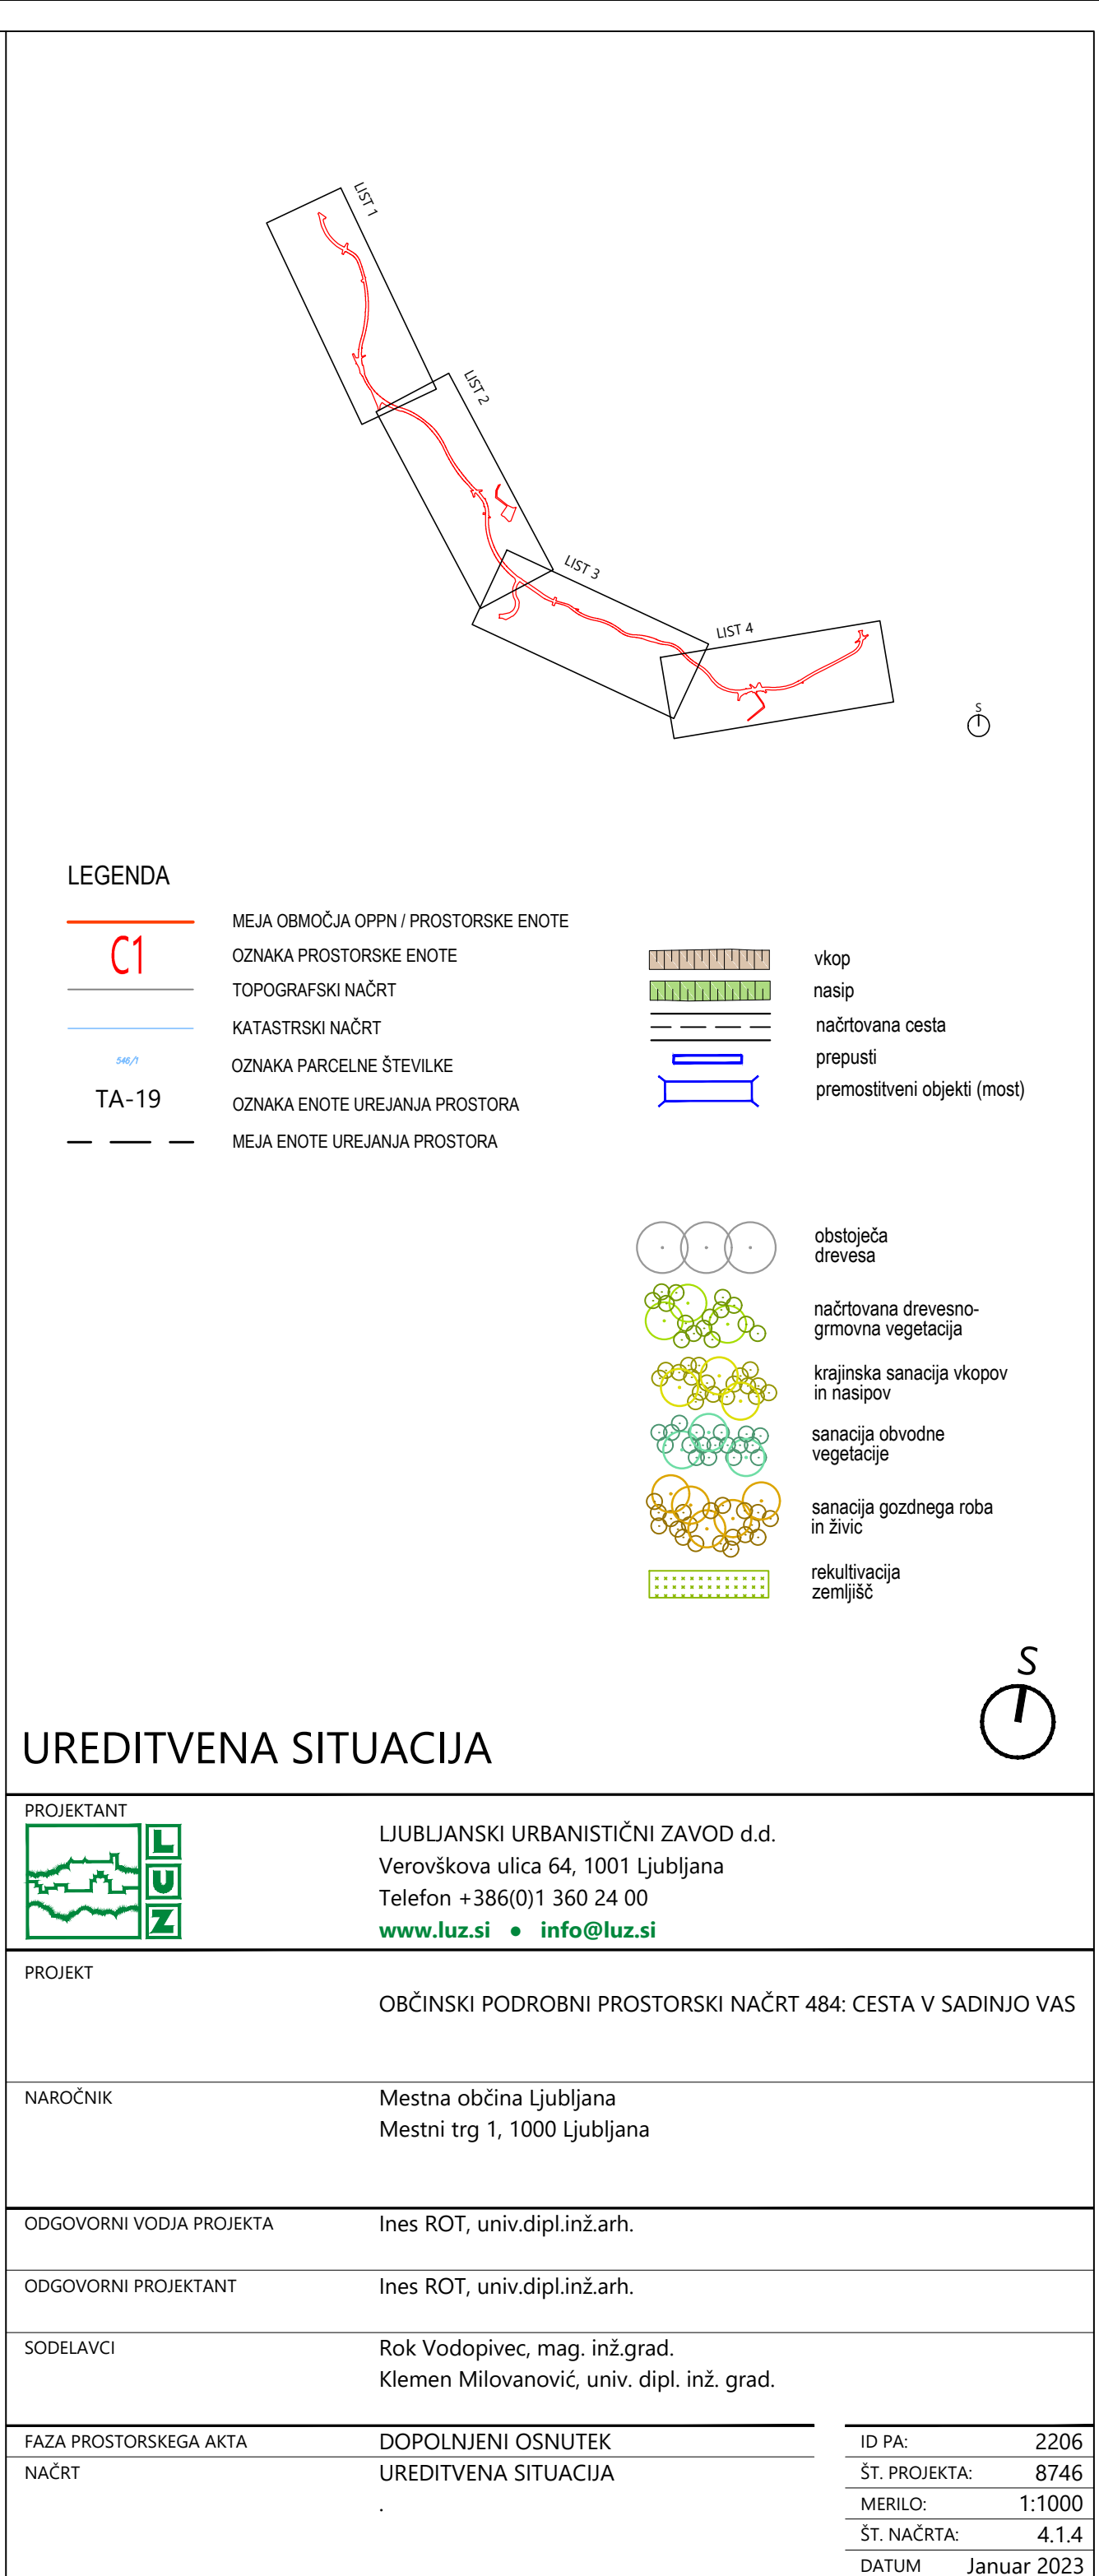 LIST 1
LIST 2
LIST 3
LIST 4
S
LEGENDA
MEJA OBMOČJA OPPN / PROSTORSKE ENOTE
C1
OZNAKA PROSTORSKE ENOTE
TOPOGRAFSKI NAČRT
KATASTRSKI NAČRT
546/1
OZNAKA PARCELNE ŠTEVILKE
TA-19
OZNAKA ENOTE UREJANJA PROSTORA
MEJA ENOTE UREJANJA PROSTORA
vkop
nasip
načrtovana cesta
prepusti
premostitveni objekti (most)
obstoječa
drevesa
načrtovana drevesno-
grmovna vegetacija
krajinska sanacija vkopov
in nasipov
sanacija obvodne
vegetacije
sanacija gozdnega roba
in živic
rekultivacija
zemljišč
S
UREDITVENA SITUACIJA
PROJEKTANT
L
U
Z
LJUBLJANSKI URBANISTIČNI ZAVOD d.d.
Verovškova ulica 64, 1001 Ljubljana
Telefon +386(0)1 360 24 00
www.luz.si ● info@luz.si
PROJEKT
OBČINSKI PODROBNI PROSTORSKI NAČRT 484: CESTA V SADINJO VAS
NAROČNIK
Mestna občina Ljubljana
Mestni trg 1, 1000 Ljubljana
ODGOVORNI VODJA PROJEKTA
Ines ROT, univ.dipl.inž.arh.
ODGOVORNI PROJEKTANT
Ines ROT, univ.dipl.inž.arh.
SODELAVCI
Rok Vodopivec, mag. inž.grad.
Klemen Milovanović, univ. dipl. inž. grad.
FAZA PROSTORSKEGA AKTA
DOPOLNJENI OSNUTEK
NAČRT
UREDITVENA SITUACIJA
.
ID PA: 2206
ŠT. PROJEKTA: 8746
MERILO: 1:1000
ŠT. NAČRTA: 4.1.4
DATUM Januar 2023